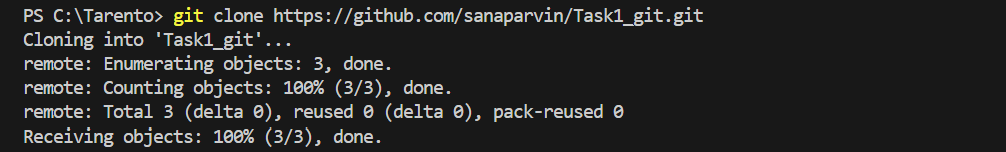 PS C:\Tarento> git clone https://github.com/sanaparvin/Task1_git.git
Cloning into 'Task1_git'...
remote: Enumerating objects: 3, done.
remote: Counting objects: 100% (3/3), done.
remote: Total 3 (delta 0), reused 0 (delta 0), pack-reused 0
Receiving objects: 100% (3/3), done.